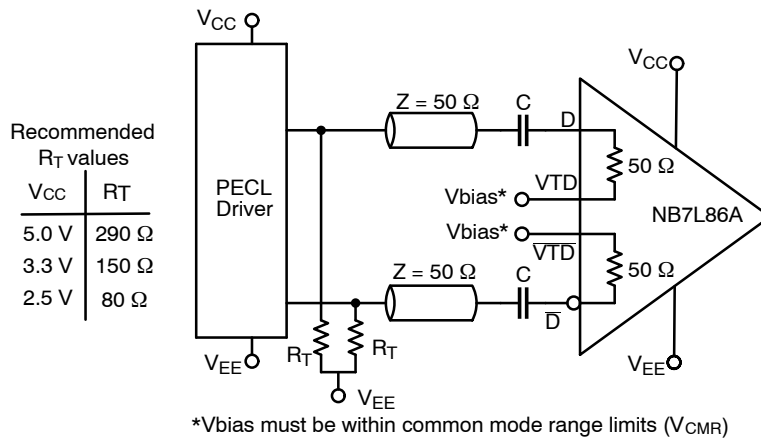 VCC
VCC
Z = 50 Ω
C
D
50 Ω
Recommended
RT values
VCC RT
5.0 V 290 Ω
3.3 V 150 Ω
2.5 V 80 Ω
PECL
Driver
Vbias* VTD
NB7L86A
Vbias* V̅T̅D̅
Z = 50 Ω
C
50 Ω
D̅
VEE
RT RT
VEE
VEE
*Vbias must be within common mode range limits (VCMR)